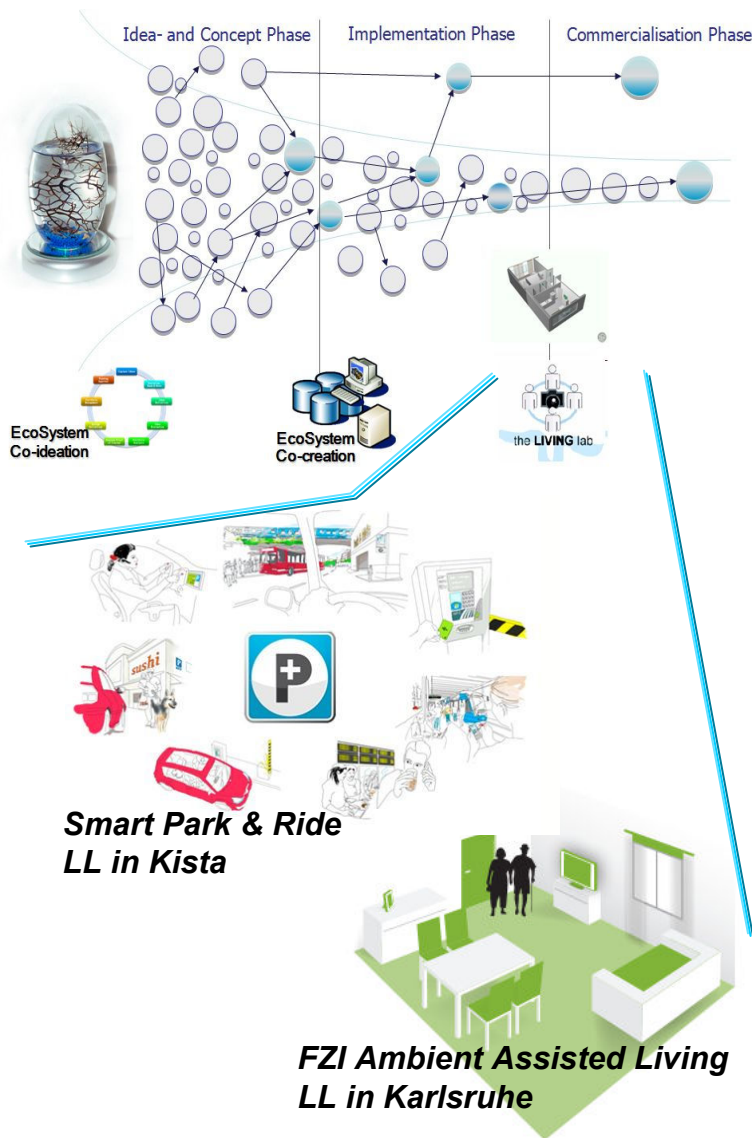 Idea- and Concept Phase
Implementation Phase
Commercialisation Phase
EcoSystem
Co-ideation
EcoSystem
Co-creation
the LIVING lab
sushi
P
P
Smart Park & Ride
LL in Kista
FZI Ambient Assisted Living
LL in Karlsruhe